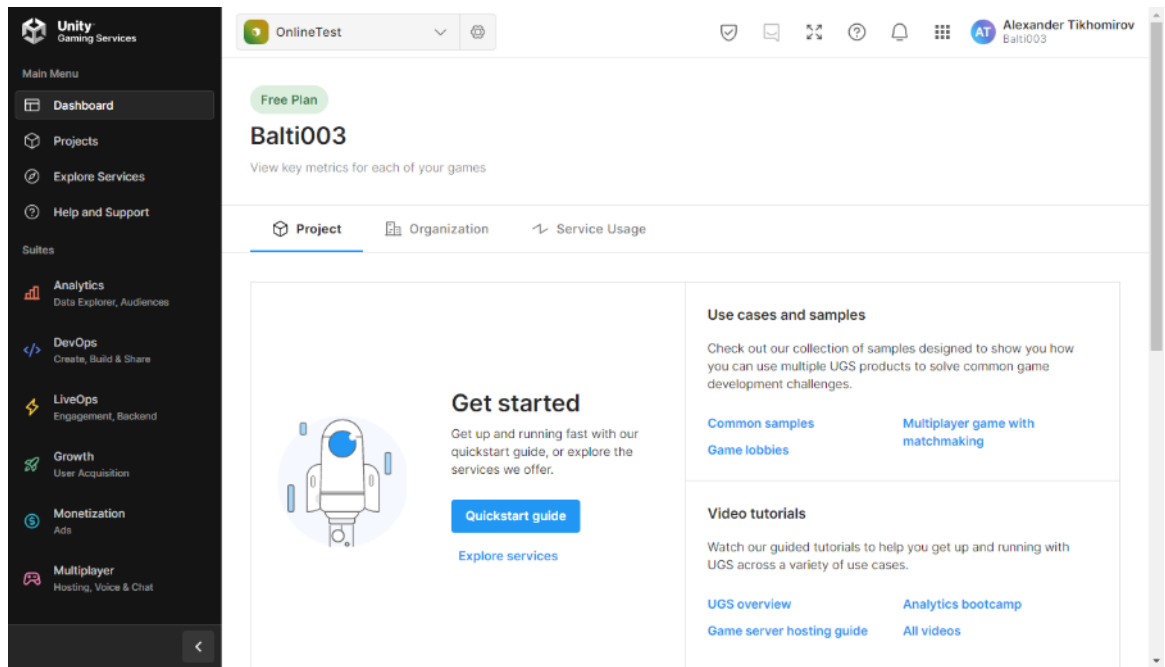 Unity
Gaming Services
Main Menu
Dashboard
Projects
Explore Services
Help and Support
Suites
Analytics
Data Explorer, Audiences
DevOps
Create, Build & Share
LiveOps
Engagement, Backend
Growth
User Acquisition
Monetization
Ads
Multiplayer
Hosting, Voice & Chat
OnlineTest
AT
Alexander Tikhomirov
Balti003
Free Plan
Balti003
View key metrics for each of your games
Project
Organization
Service Usage
Get started
Get up and running fast with our
quickstart guide, or explore the
services we offer.
Quickstart guide
Explore services
Use cases and samples
Check out our collection of samples designed to show you how
you can use multiple UGS products to solve common game
development challenges.
Common samples
Game lobbies
Multiplayer game with
matchmaking
Video tutorials
Watch our guided tutorials to help you get up and running with
UGS across a variety of use cases.
UGS overview
Analytics bootcamp
Game server hosting guide
All videos